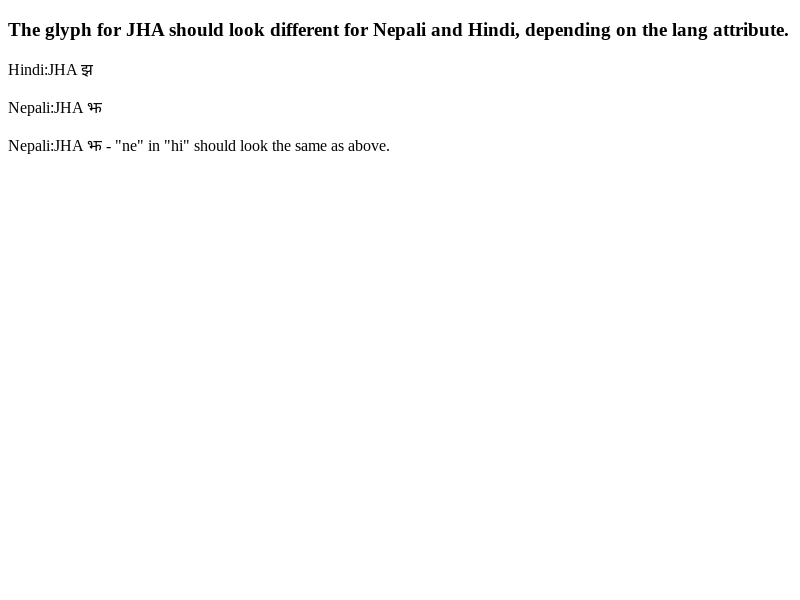 The glyph for JHA should look different for Nepali and Hindi, depending on the lang attribute.
Hindi:JHA झ
Nepali:JHA झ
Nepali:JHA झ - "ne" in "hi" should look the same as above.